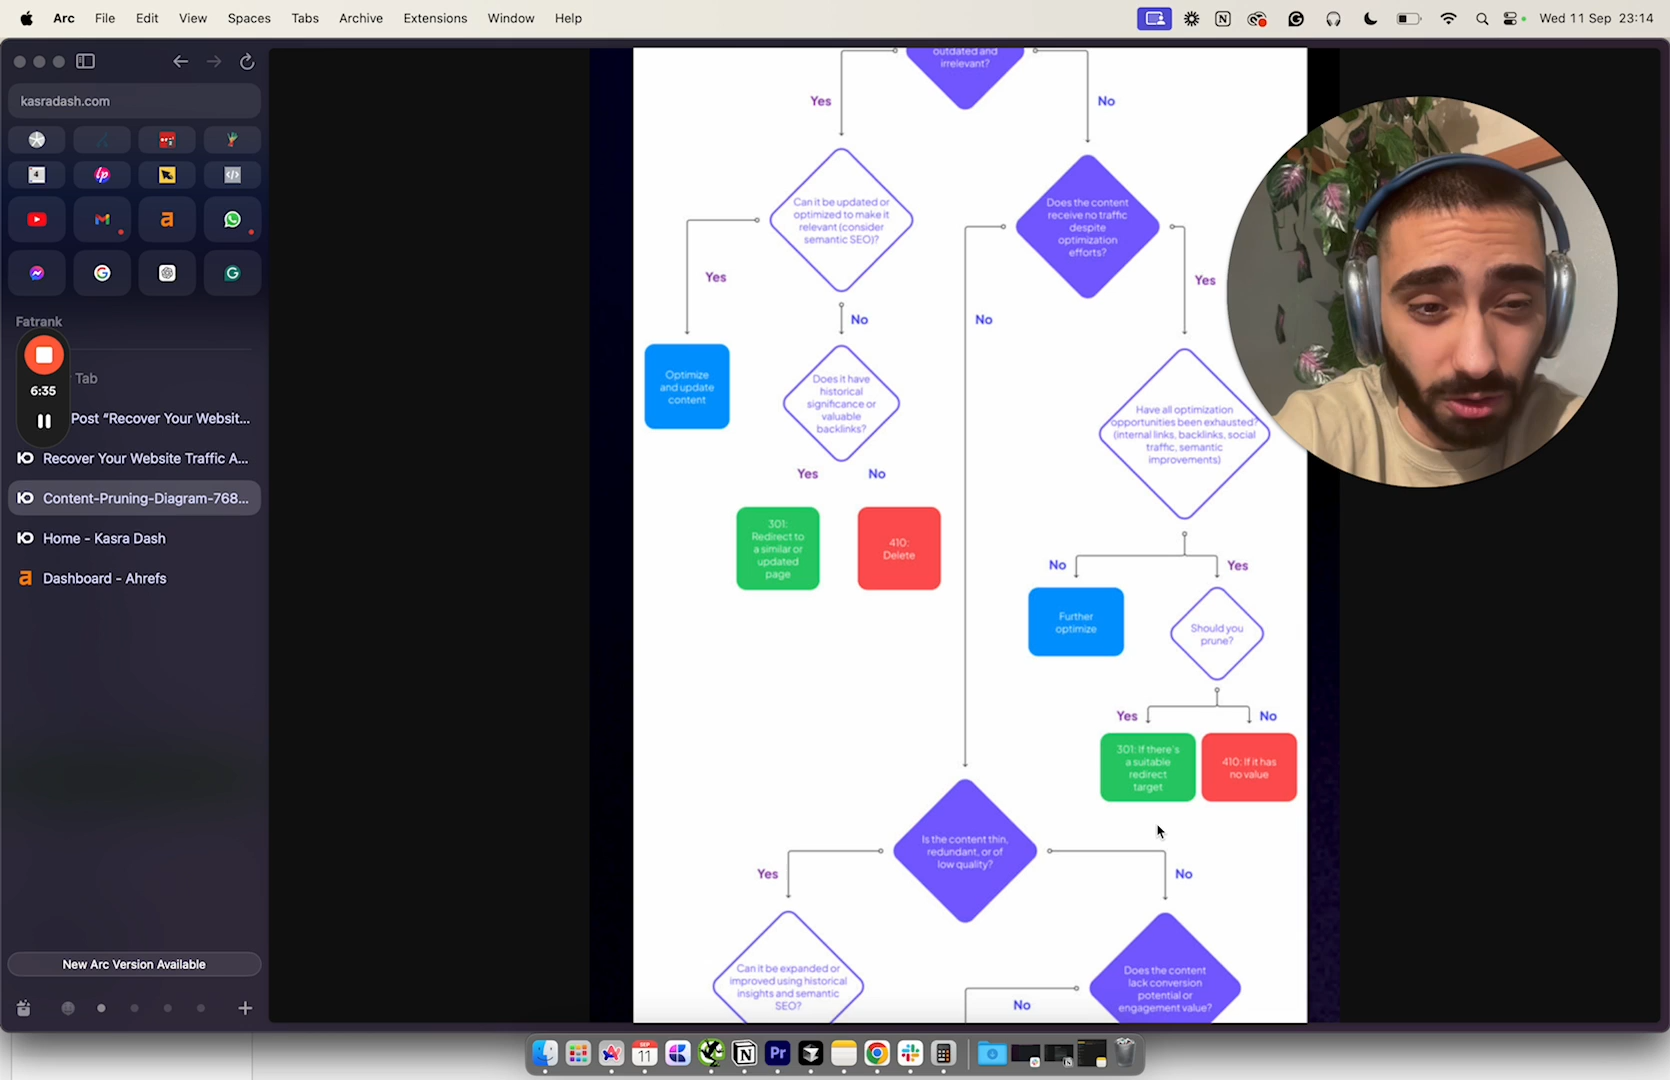 Arc File Edit View Spaces Tabs Archive Extensions Window Help
Wed 11 Sep 23:14
kasradash.com
Fatrank
6:35
Tab
Post “Recover Your Websit...
Recover Your Website Traffic A...
Content-Pruning-Diagram-768...
Home - Kasra Dash
Dashboard - Ahrefs
New Arc Version Available
outdated and
irrelevant?
Yes
No
Can it be updated or
optimized to make it
relevant (consider
semantic SEO)?
Does the content
receive no traffic
despite
optimization
efforts?
Yes
Yes
No
No
Optimize
and update
content
Does it have
historical
significance or
valuable
backlinks?
Have all optimization
opportunities been exhausted?
(internal links, backlinks, social
traffic, semantic
improvements)
Yes
No
301:
Redirect to
a similar or
updated
page
410:
Delete
No
Yes
Further
optimize
Should you
prune?
Yes
No
301: If there's
a suitable
redirect
target
410: If it has
no value
Is the content thin,
redundant, or of
low quality?
Yes
No
Can it be expanded or
improved using historical
insights and semantic
SEO?
Does the content
lack conversion
potential or
engagement value?
No
SEP
11
Pr